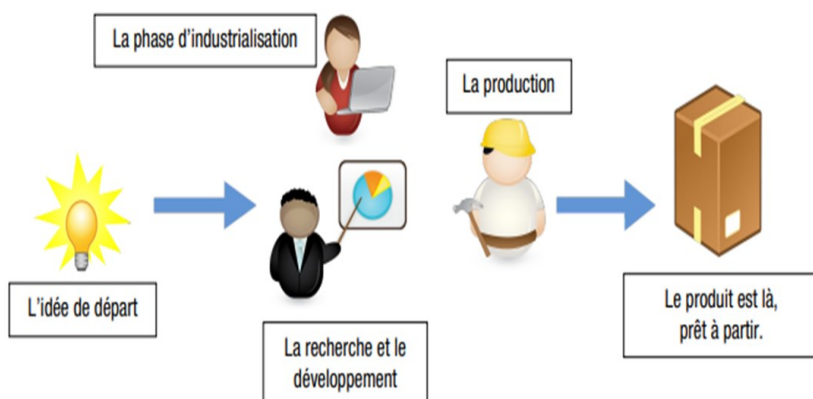 La phase d'industrialisation
La production
L'idée de départ
La recherche et le
développement
Le produit est là,
prêt à partir.